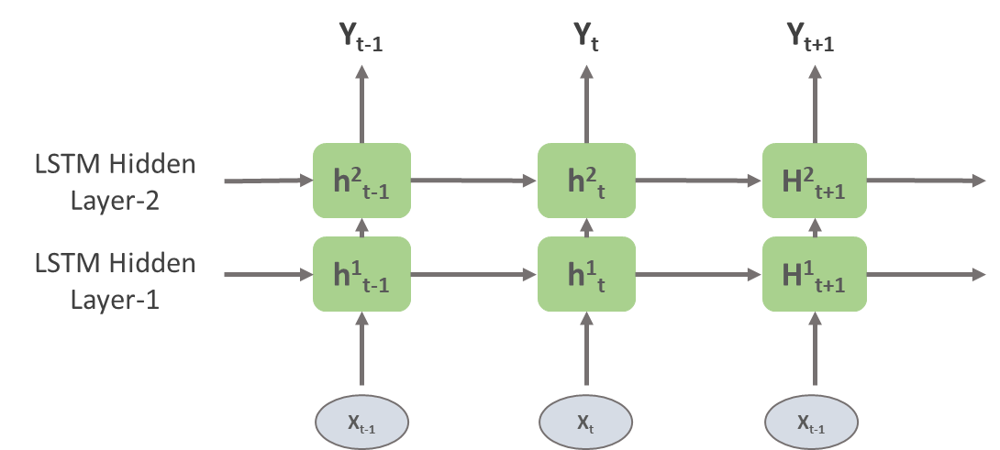 Yt-1 Yt Yt+1
LSTM Hidden
Layer-2
h2t-1 h2t H2t+1
LSTM Hidden
Layer-1
h1t-1 h1t H1t+1
Xt-1 Xt Xt-1